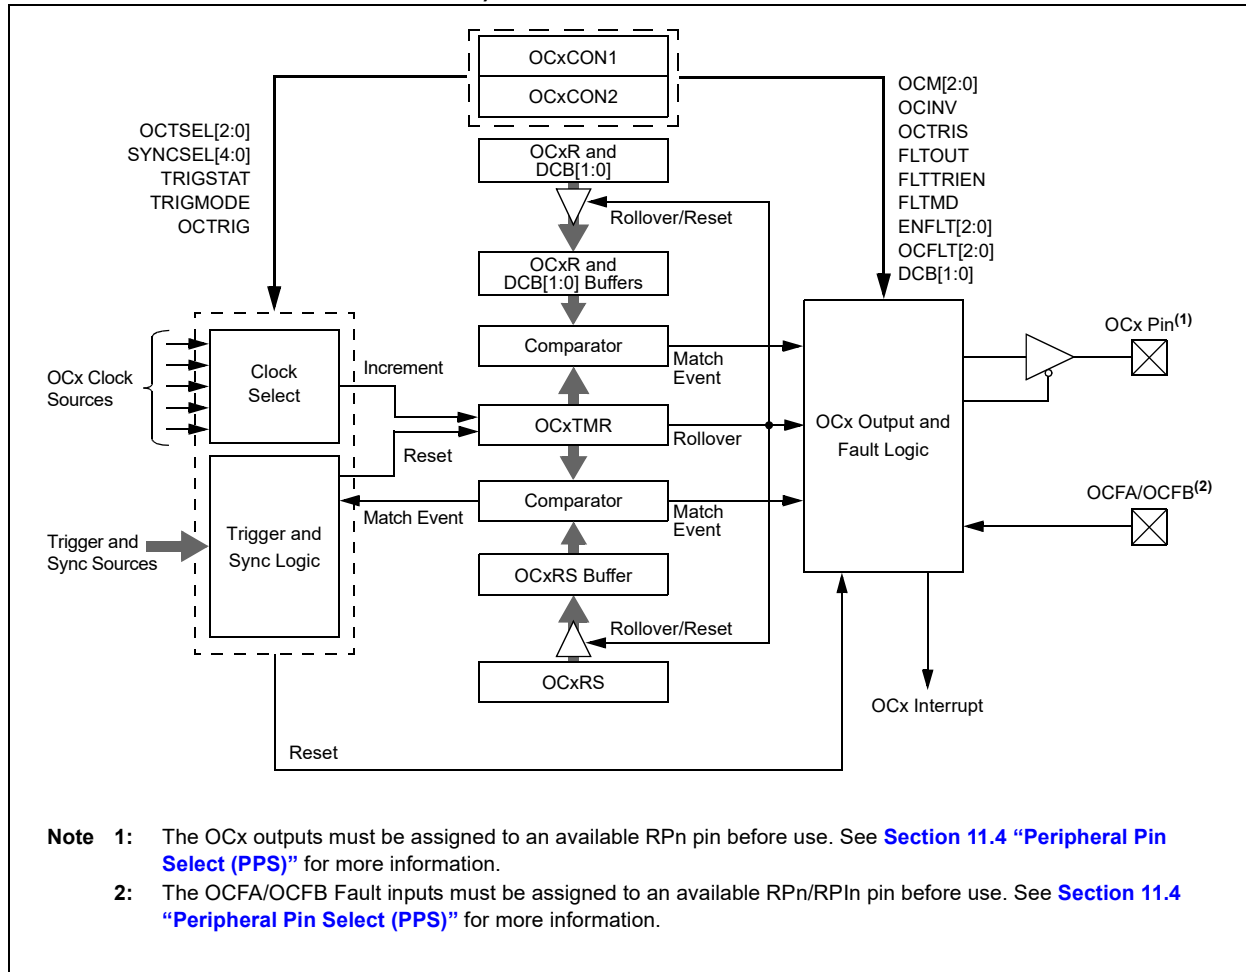 OCxCON1
OCxCON2
OCTSEL[2:0]
SYNCSEL[4:0]
TRIGSTAT
TRIGMODE
OCTRIG
OCM[2:0]
OCINV
OCTRIS
FLTOUT
FLTTRIEN
FLTMD
ENFLT[2:0]
OCFLT[2:0]
DCB[1:0]
OCxR and
DCB[1:0]
Rollover/Reset
OCxR and
DCB[1:0] Buffers
Comparator
Match
Event
OCx Clock
Sources
Clock
Select
Increment
OCxTMR
Rollover
Reset
OCx Output and
Fault Logic
OCx Pin(1)
OCFA/OCFB(2)
Trigger and
Sync Sources
Trigger and
Sync Logic
Match Event
Comparator
Match
Event
OCxRS Buffer
Rollover/Reset
OCxRS
OCx Interrupt
Reset
Note 1: The OCx outputs must be assigned to an available RPn pin before use. See Section 11.4 “Peripheral Pin
Select (PPS)” for more information.
2: The OCFA/OCFB Fault inputs must be assigned to an available RPn/RPIn pin before use. See Section 11.4
“Peripheral Pin Select (PPS)” for more information.